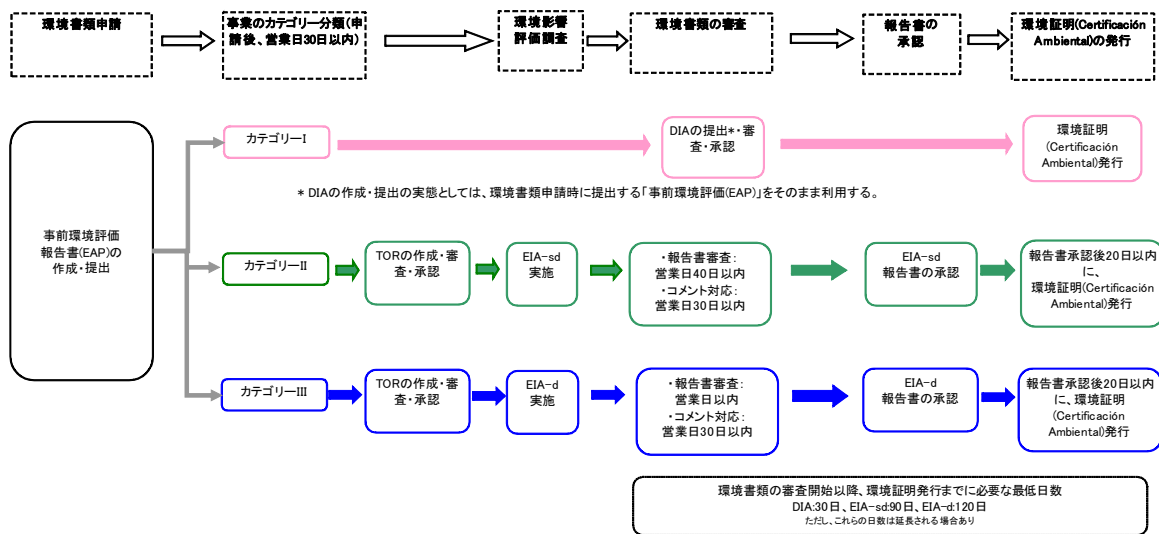 環境書類申請
事業のカテゴリー分類(申
請後、営業日30日以内)
環境影響
評価調査
環境書類の審査
報告書の
承認
環境証明(Certificación
Ambiental)の発行
事前環境評価
報告書(EAP)の
作成・提出
カテゴリーI
DIAの提出*・審
査・承認
環境証明
(Certificación
Ambiental)発行
* DIAの作成・提出の実態としては、環境書類申請時に提出する「事前環境評価(EAP)」をそのまま利用する。
カテゴリーII
TORの作成・審
査・承認
EIA-sd
実施
・報告書審査:
営業日40日以内
・コメント対応:
営業日30日以内
EIA-sd
報告書の承認
報告書承認後20日以内
に、
環境証明(Certificación
Ambiental)発行
カテゴリーIII
TORの作成・審
査・承認
EIA-d
実施
・報告書審査:
営業日以内
・コメント対応:
営業日30日以内
EIA-d
報告書の承認
報告書承認後20日以内
に、環境証明
(Certificación
Ambiental)発行
環境書類の審査開始以降、環境証明発行までに必要な最低日数
DIA:30日、EIA-sd:90日、EIA-d:120日
ただし、これらの日数は延長される場合あり